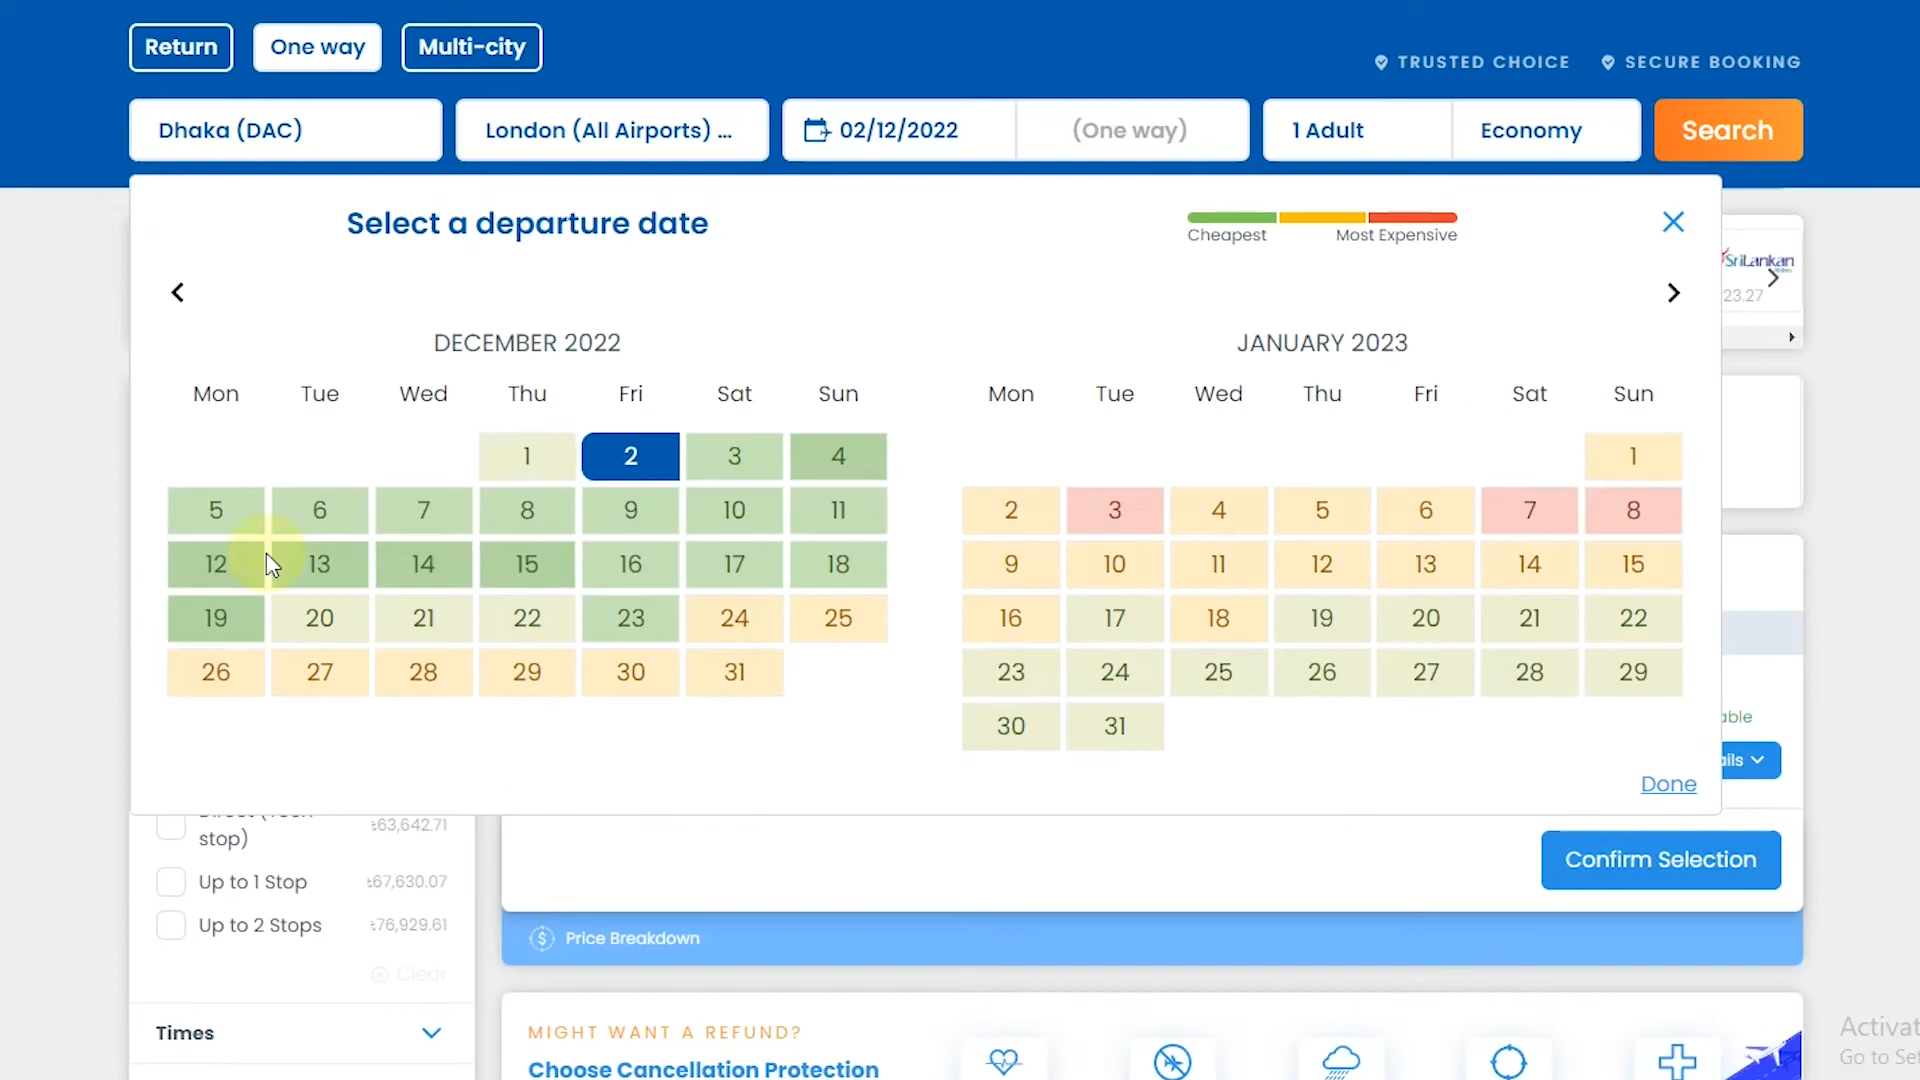 Return One way Multi-city
TRUSTED CHOICE SECURE BOOKING
Dhaka (DAC) London (All Airports) ... 02/12/2022 (One way) 1 Adult Economy Search
Select a departure date
Cheapest Most Expensive
SriLankan
23.27
DECEMBER 2022
Mon Tue Wed Thu Fri Sat Sun
1 2 3 4
5 6 7 8 9 10 11
12 13 14 15 16 17 18
19 20 21 22 23 24 25
26 27 28 29 30 31
JANUARY 2023
Mon Tue Wed Thu Fri Sat Sun
1
2 3 4 5 6 7 8
9 10 11 12 13 14 15
16 17 18 19 20 21 22
23 24 25 26 27 28 29
30 31
able
ails
Done
stop) ৳63,642.71
Up to 1 Stop ৳67,630.07
Up to 2 Stops ৳76,929.61
Clear
Times
Confirm Selection
Price Breakdown
MIGHT WANT A REFUND?
Choose Cancellation Protection
Activat
Go to Set